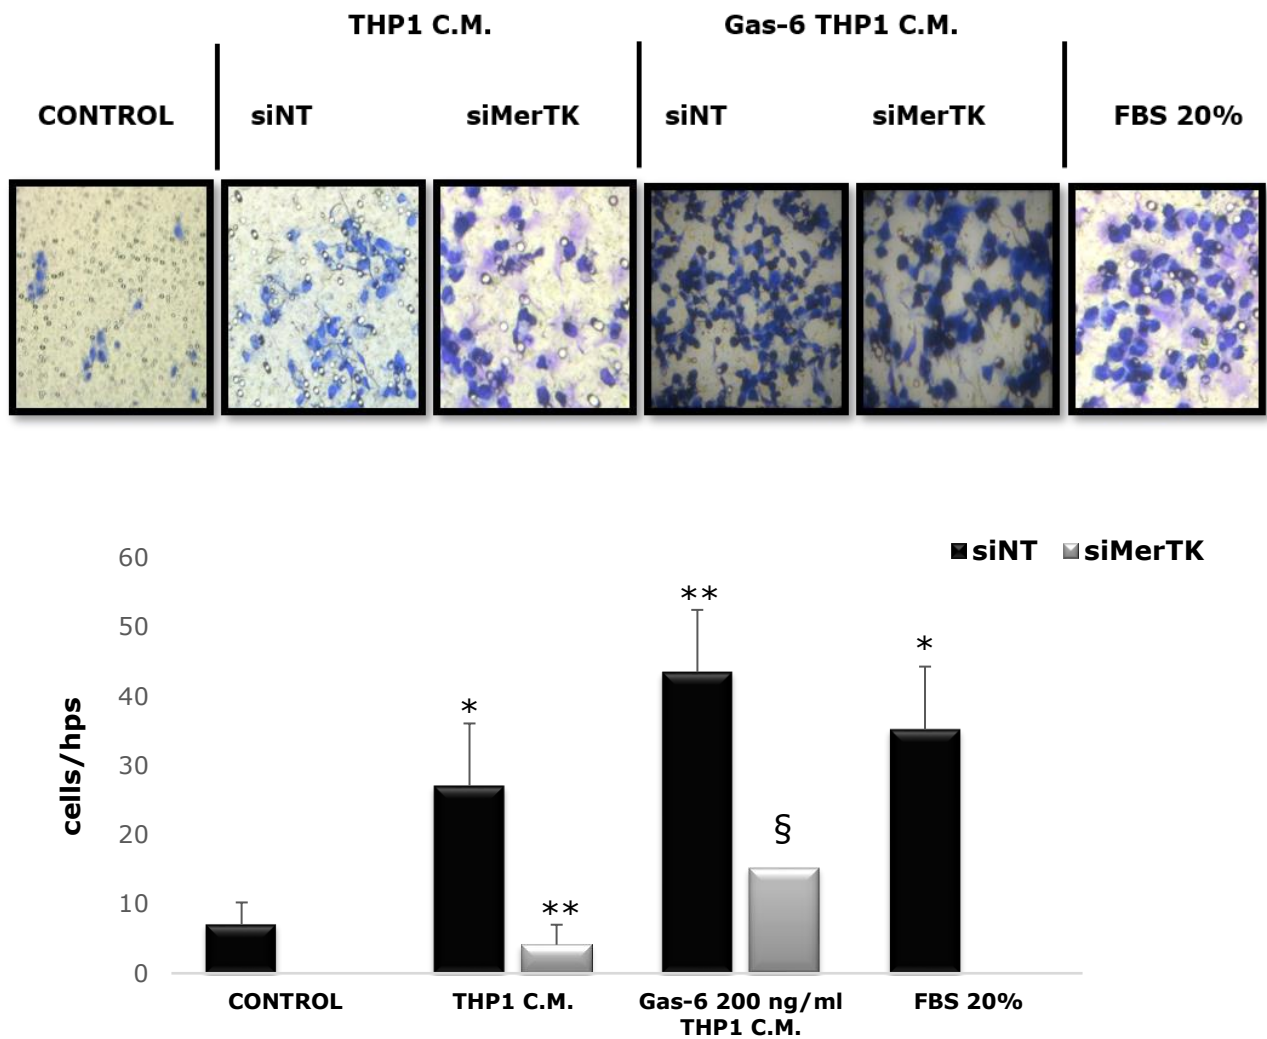 THP1 C.M. Gas-6 THP1 C.M.
CONTROL siNT siMerTK siNT siMerTK FBS 20%
siNT siMerTK
60
50
40
30
20
10
0
cells/hps
*
**
**
§
*
CONTROL THP1 C.M. Gas-6 200 ng/ml FBS 20%
THP1 C.M.